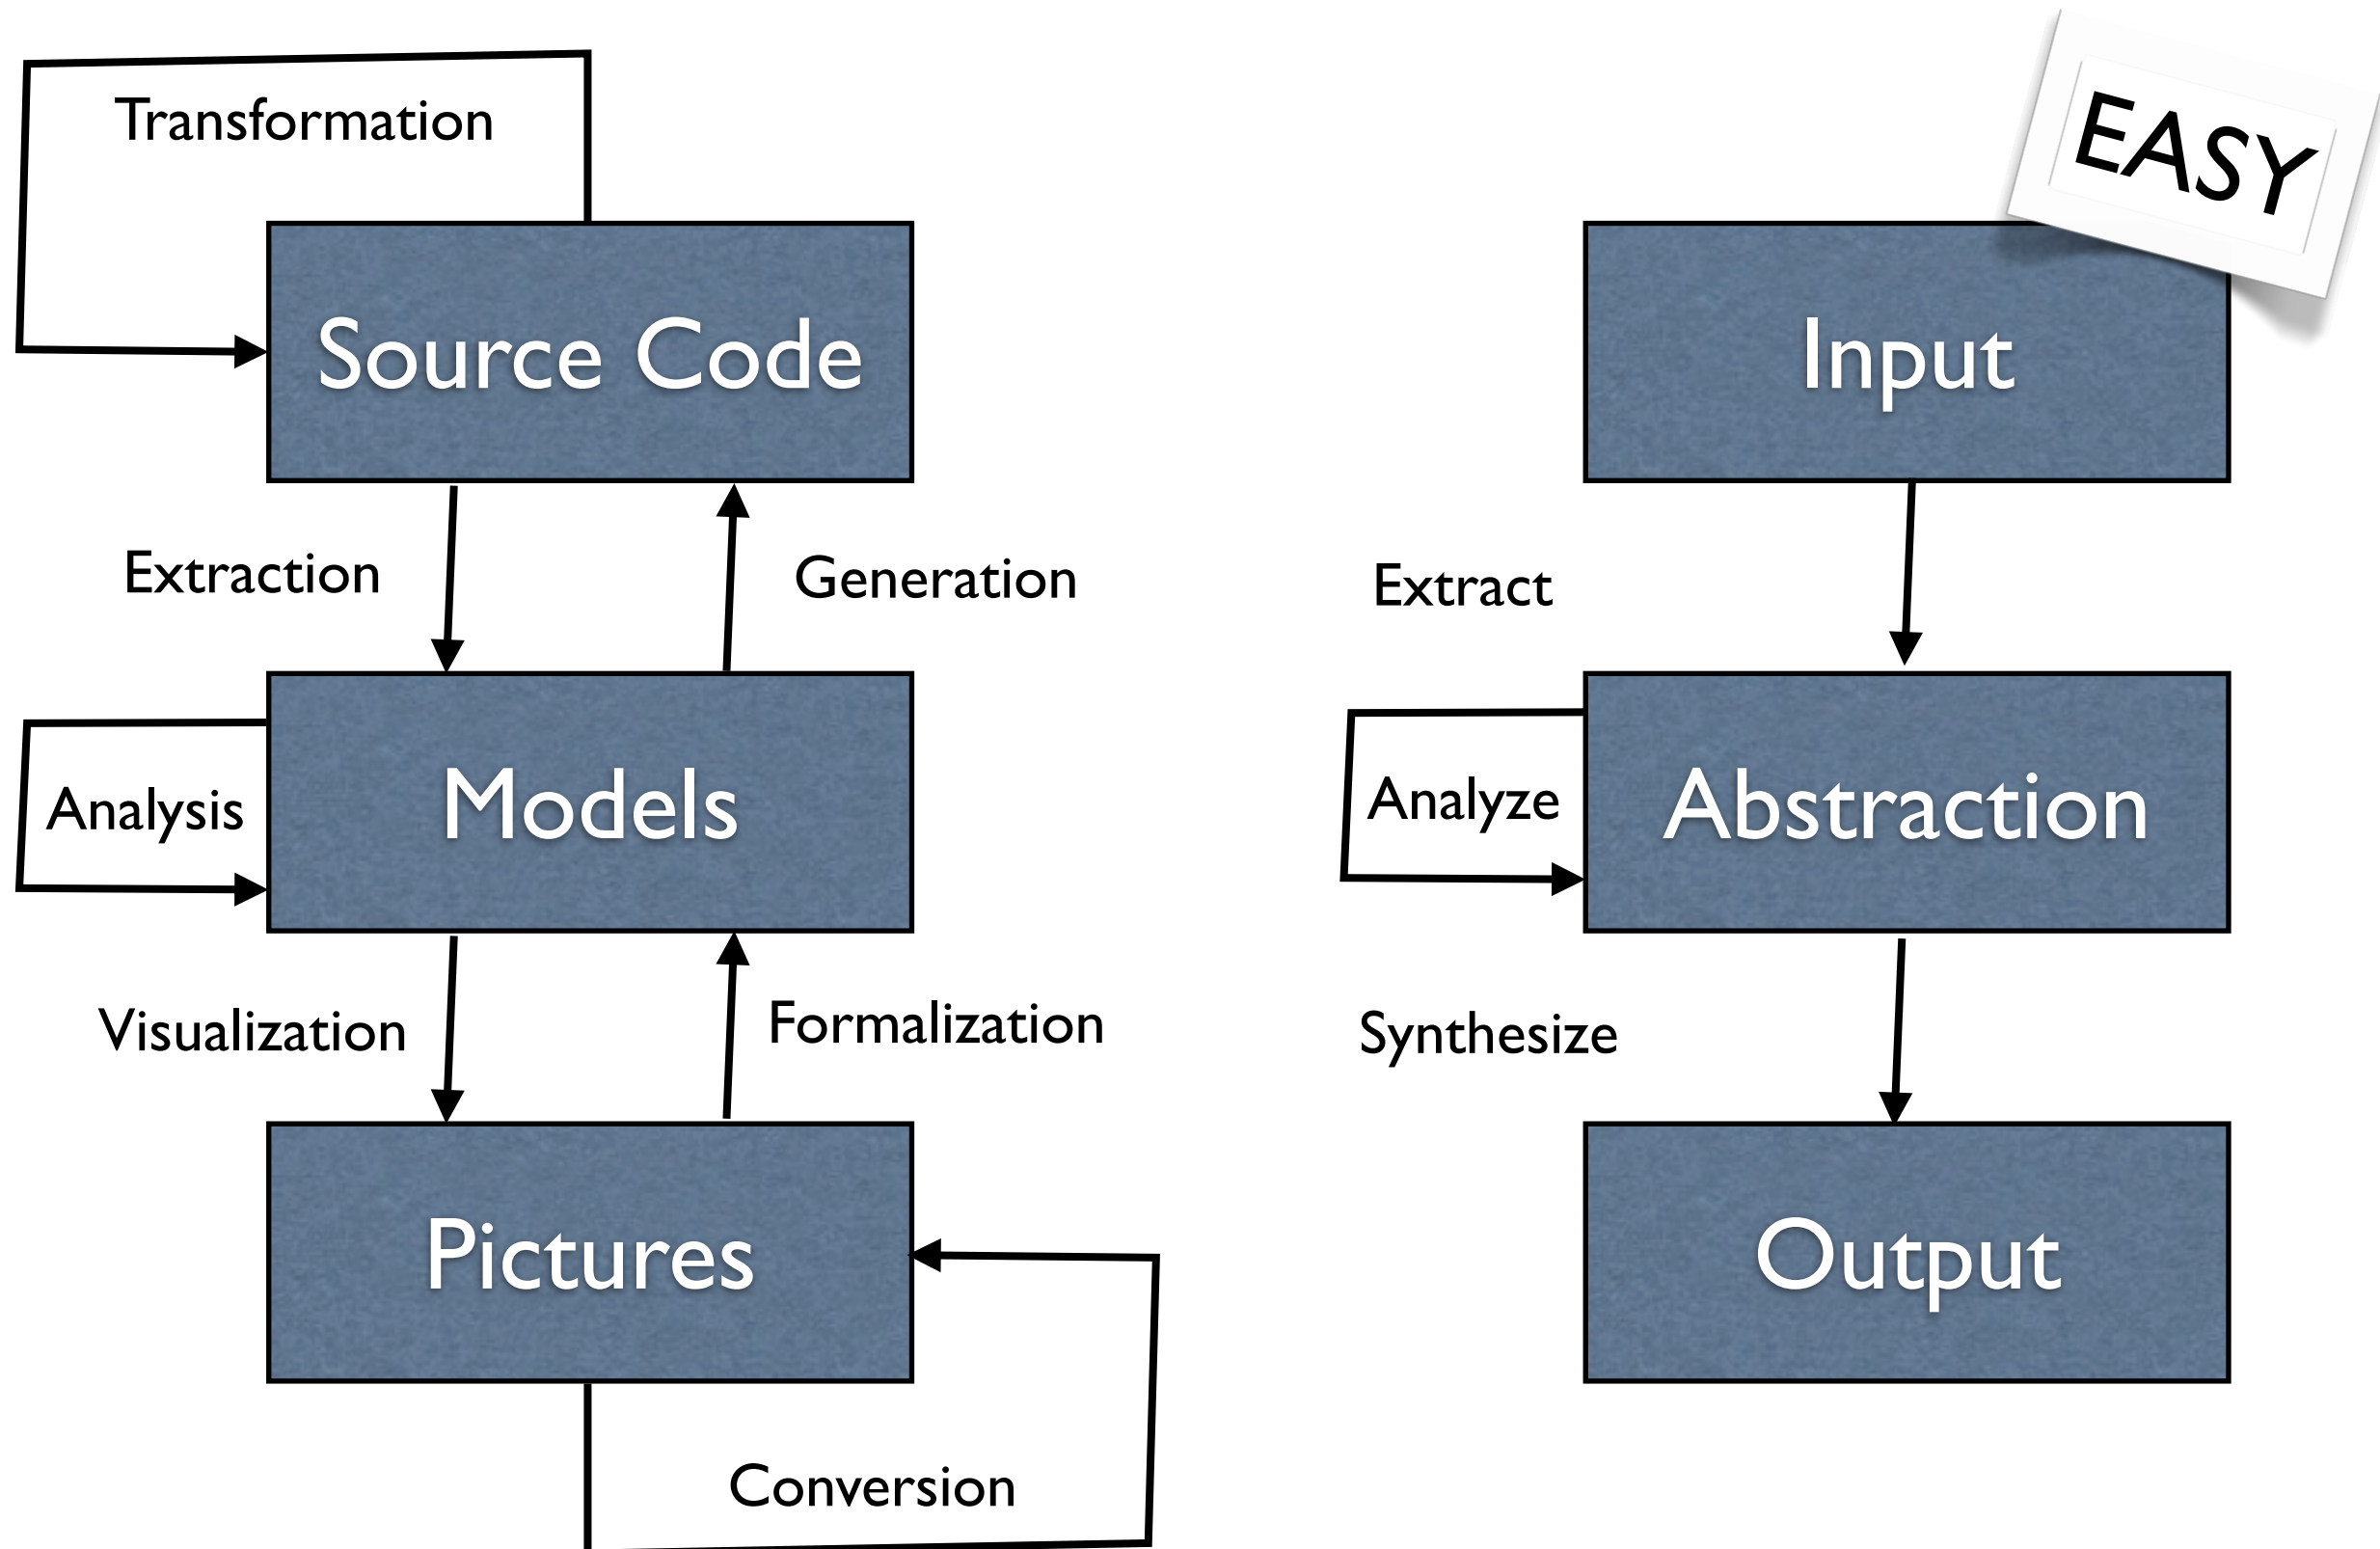 Transformation
Source Code
Extraction
Generation
Models
Analysis
Visualization
Formalization
Pictures
Conversion
EASY
Input
Extract
Abstraction
Analyze
Synthesize
Output